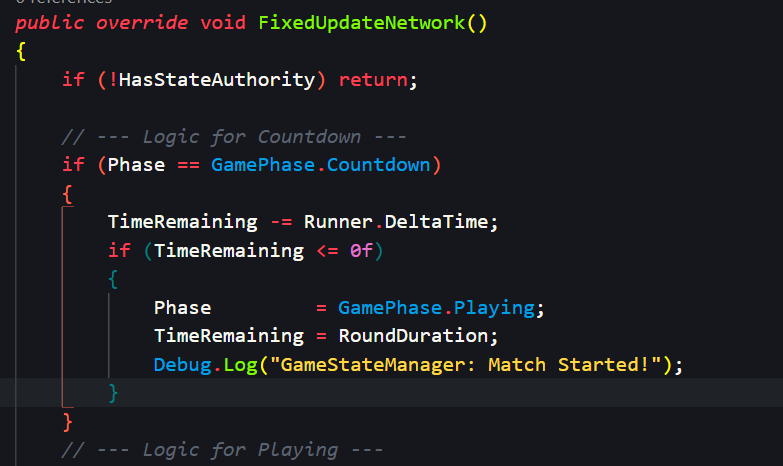 0 references
public override void FixedUpdateNetwork()
{
if (!HasStateAuthority) return;
// --- Logic for Countdown ---
if (Phase == GamePhase.Countdown)
{
TimeRemaining -= Runner.DeltaTime;
if (TimeRemaining <= 0f)
{
Phase = GamePhase.Playing;
TimeRemaining = RoundDuration;
Debug.Log("GameStateManager: Match Started!");
}
}
// --- Logic for Playing ---